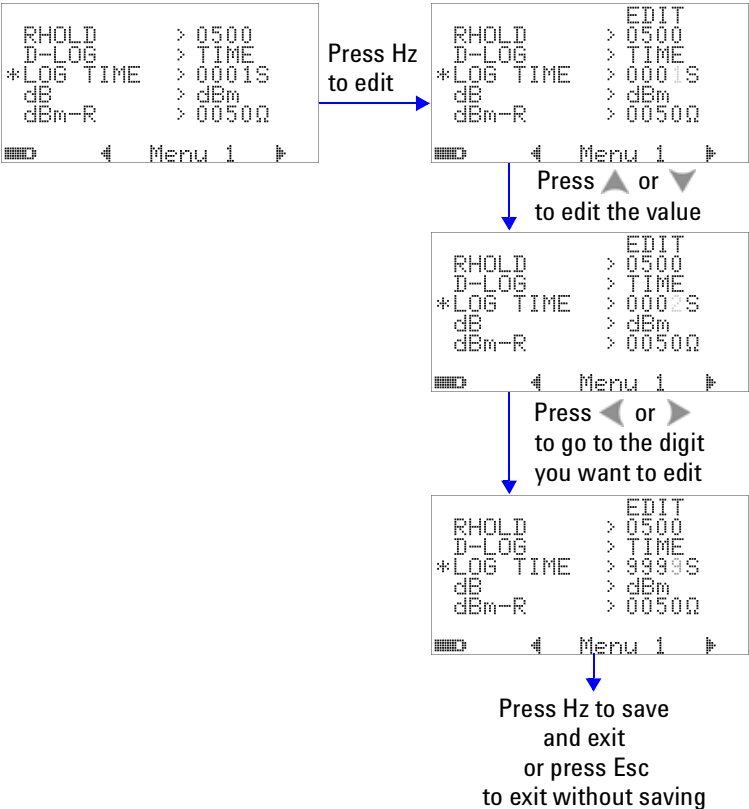 RHOLD > 0500
D-LOG > TIME
*LOG TIME > 0001S
dB > dBm
dBm-R > 0050Ω
Menu 1
Press Hz
to edit
EDIT
RHOLD > 0500
D-LOG > TIME
*LOG TIME > 0001S
dB > dBm
dBm-R > 0050Ω
Menu 1
Press ▲ or ▼
to edit the value
EDIT
RHOLD > 0500
D-LOG > TIME
*LOG TIME > 0002S
dB > dBm
dBm-R > 0050Ω
Menu 1
Press ◀ or ▶
to go to the digit
you want to edit
EDIT
RHOLD > 0500
D-LOG > TIME
*LOG TIME > 9999S
dB > dBm
dBm-R > 0050Ω
Menu 1
Press Hz to save
and exit
or press Esc
to exit without saving